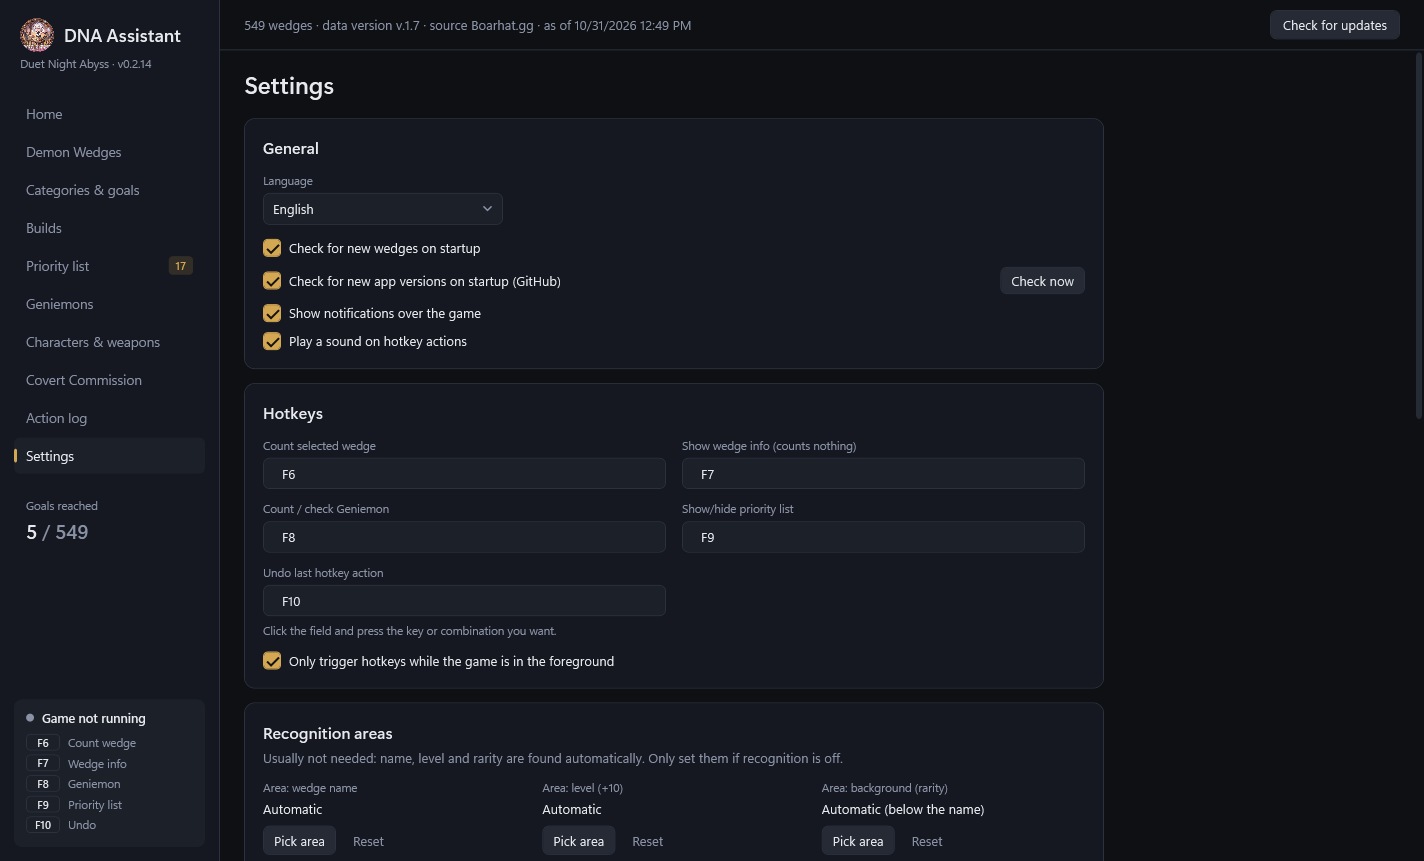 DNA Assistant
Duet Night Abyss · v0.2.14
Home
Demon Wedges
Categories & goals
Builds
Priority list 17
Geniemons
Characters & weapons
Covert Commission
Action log
Settings
Goals reached
5 / 549
Game not running
F6 Count wedge
F7 Wedge info
F8 Geniemon
F9 Priority list
F10 Undo
549 wedges · data version v.1.7 · source Boarhat.gg · as of 10/31/2026 12:49 PM
Check for updates
Settings
General
Language
English
Check for new wedges on startup
Check for new app versions on startup (GitHub)
Check now
Show notifications over the game
Play a sound on hotkey actions
Hotkeys
Count selected wedge
F6
Show wedge info (counts nothing)
F7
Count / check Geniemon
F8
Show/hide priority list
F9
Undo last hotkey action
F10
Click the field and press the key or combination you want.
Only trigger hotkeys while the game is in the foreground
Recognition areas
Usually not needed: name, level and rarity are found automatically. Only set them if recognition is off.
Area: wedge name
Automatic
Pick area Reset
Area: level (+10)
Automatic
Pick area Reset
Area: background (rarity)
Automatic (below the name)
Pick area Reset